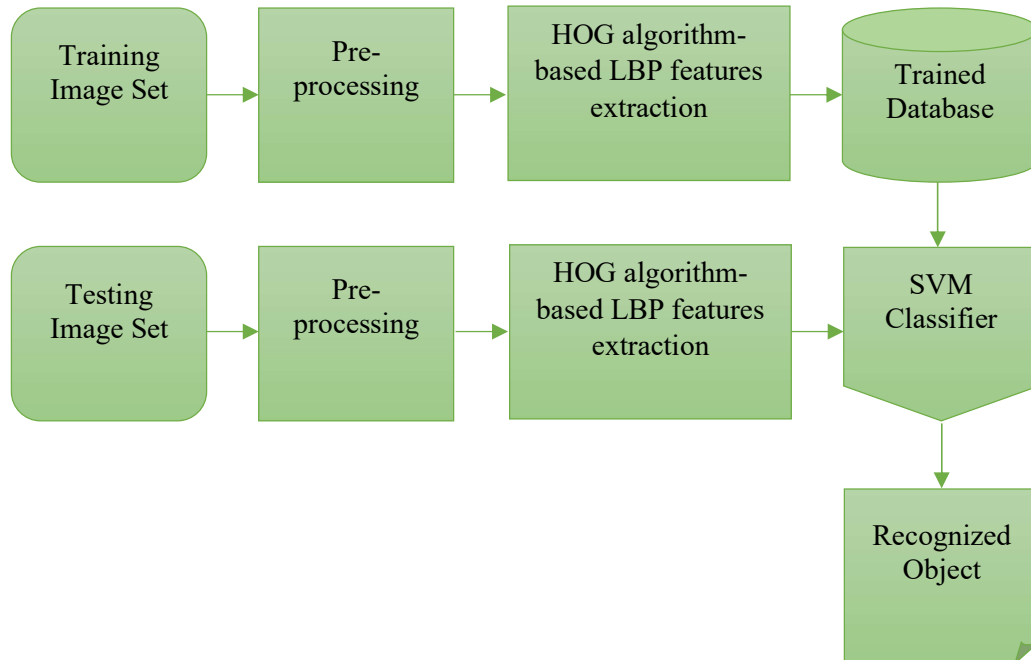 Training
Image Set
Pre-
processing
HOG algorithm-
based LBP features
extraction
Trained
Database
Testing
Image Set
Pre-
processing
HOG algorithm-
based LBP features
extraction
SVM
Classifier
Recognized
Object